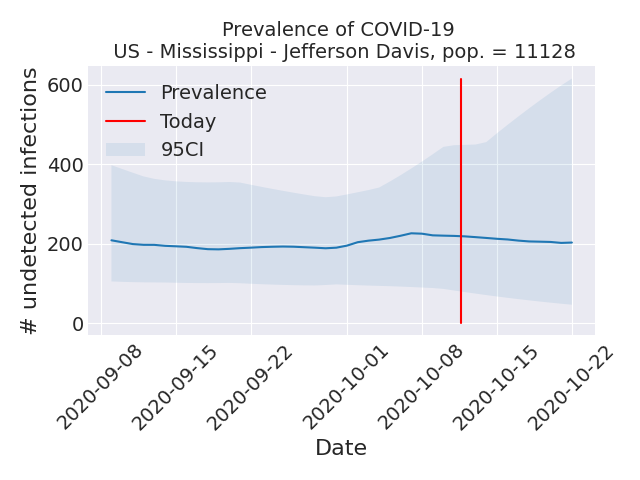 Prevalence of COVID-19
US - Mississippi - Jefferson Davis, pop. = 11128
# undetected infections
600
400
200
0
Prevalence
Today
95CI
2020-09-08
2020-09-15
2020-09-22
2020-10-01
2020-10-08
2020-10-15
2020-10-22
Date